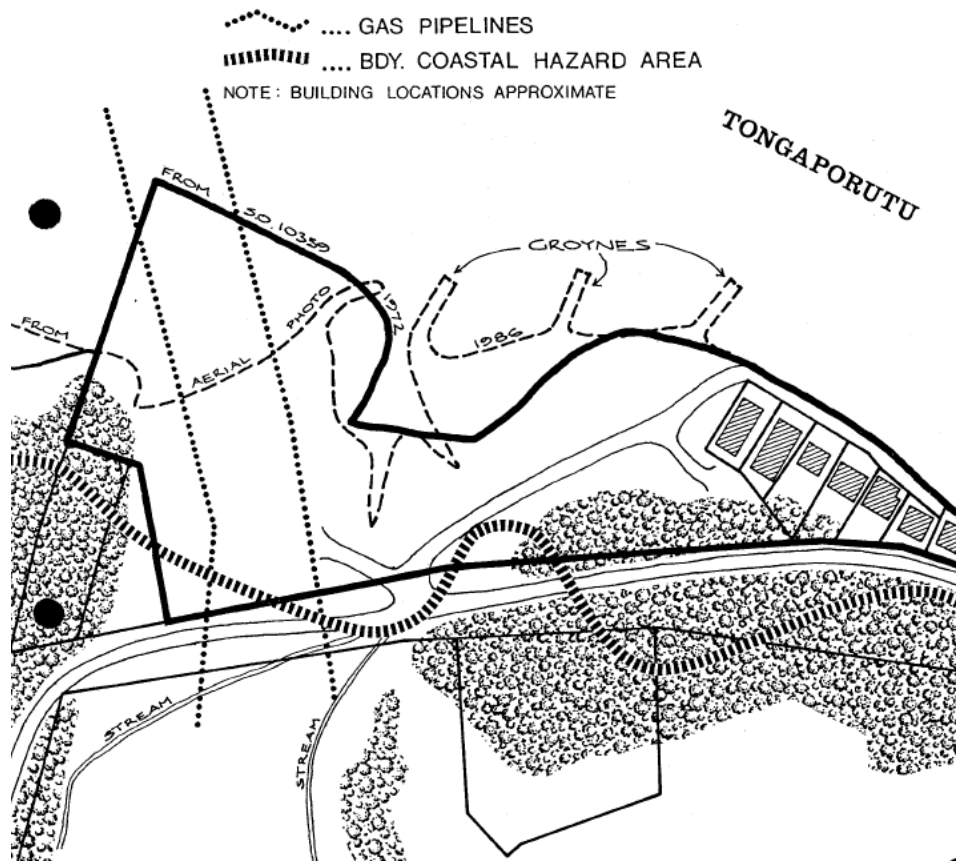 .... GAS PIPELINES
.... BDY. COASTAL HAZARD AREA
NOTE: BUILDING LOCATIONS APPROXIMATE
TONGAPORUTU
FROM S.O. 10339
GROYNES
FROM AERIAL PHOTO 1972
1986
STREAM
STREAM